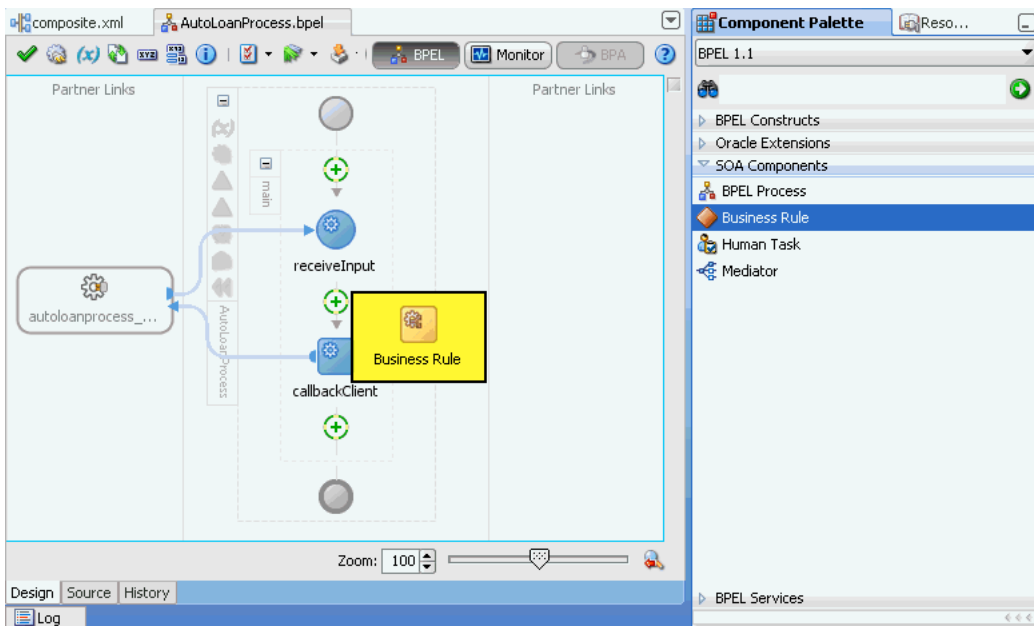 composite.xml
AutoLoanProcess.bpel
(x)
BPEL
Monitor
BPA
Partner Links
Partner Links
main
receiveInput
autoloanprocess_...
AutoLoanProcess
Business Rule
callbackClient
Zoom: 100
Design
Source
History
Log
Component Palette
Reso...
BPEL 1.1
BPEL Constructs
Oracle Extensions
SOA Components
BPEL Process
Business Rule
Human Task
Mediator
BPEL Services